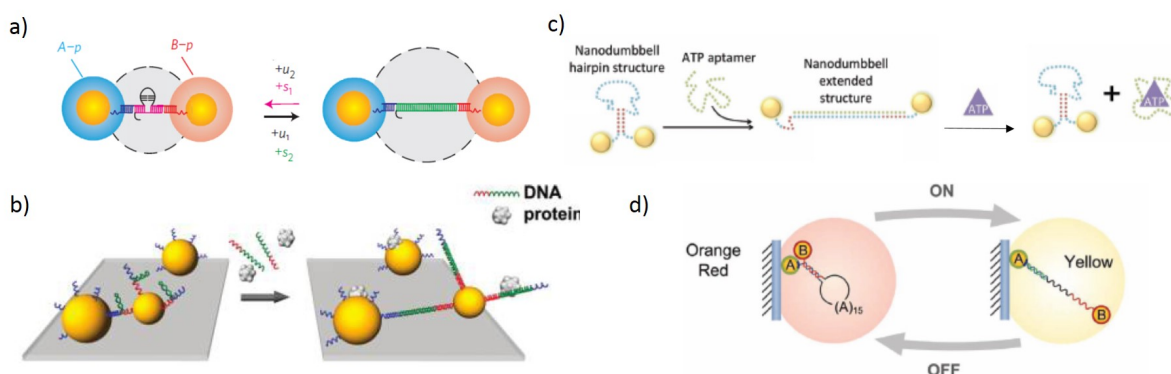 a)
A–p
B–p
+u2
+s1
+u1
+s2
b)
DNA
protein
c)
Nanodumbbell
hairpin structure
ATP aptamer
Nanodumbbell
extended
structure
ATP
+
ATP
d)
ON
Orange
Red
A
B
(A)15
A
B
Yellow
OFF